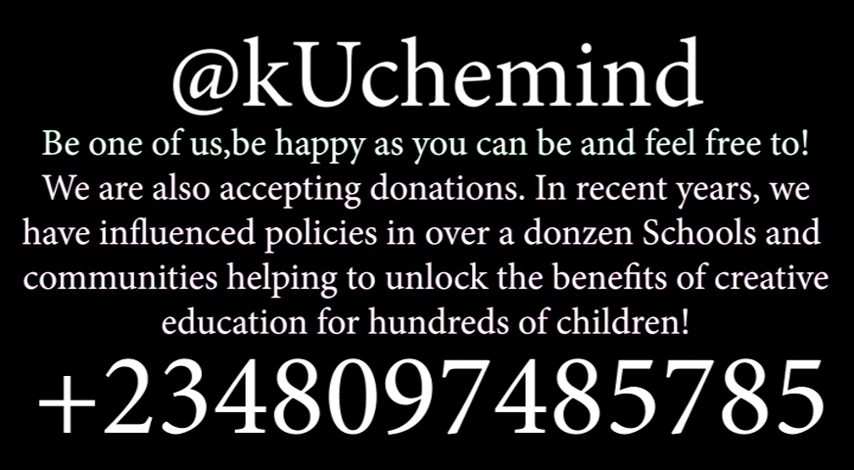 @kUchemind
Be one of us,be happy as you can be and feel free to!
We are also accepting donations. In recent years, we
have influenced policies in over a donzen Schools and
communities helping to unlock the benefits of creative
education for hundreds of children!
+2348097485785